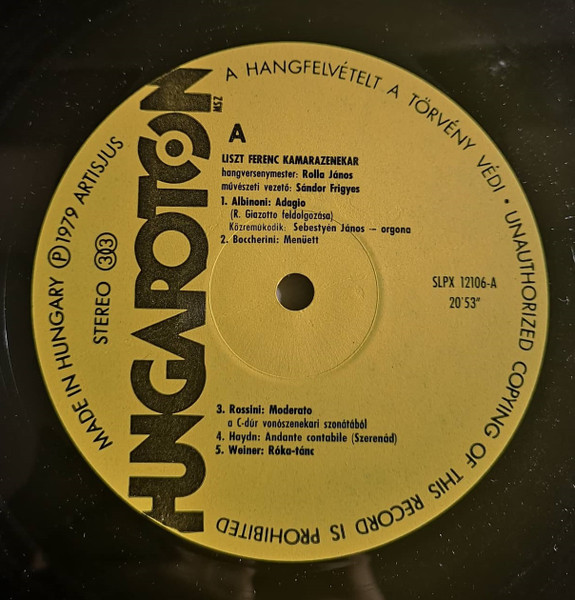 HUNGAROTON
MSZ
A HANGFELVÉTELT A TÖRVÉNY VÉDI • UNAUTHORIZED COPYING OF THIS RECORD IS PROHIBITED
MADE IN HUNGARY Ⓟ 1979 ARTISJUS
STEREO 33
A
LISZT FERENC KAMARAZENEKAR
hangversenymester: Rolla János
művészeti vezető: Sándor Frigyes
1. Albinoni: Adagio
(R. Giazotto feldolgozása)
Közreműködik: Sebestyén János – orgona
2. Boccherini: Menüett
SLPX 12106-A
20'53"
3. Rossini: Moderato
a C-dúr vonószenekari szonátából
4. Haydn: Andante contabile (Szerenád)
5. Weiner: Róka-tánc